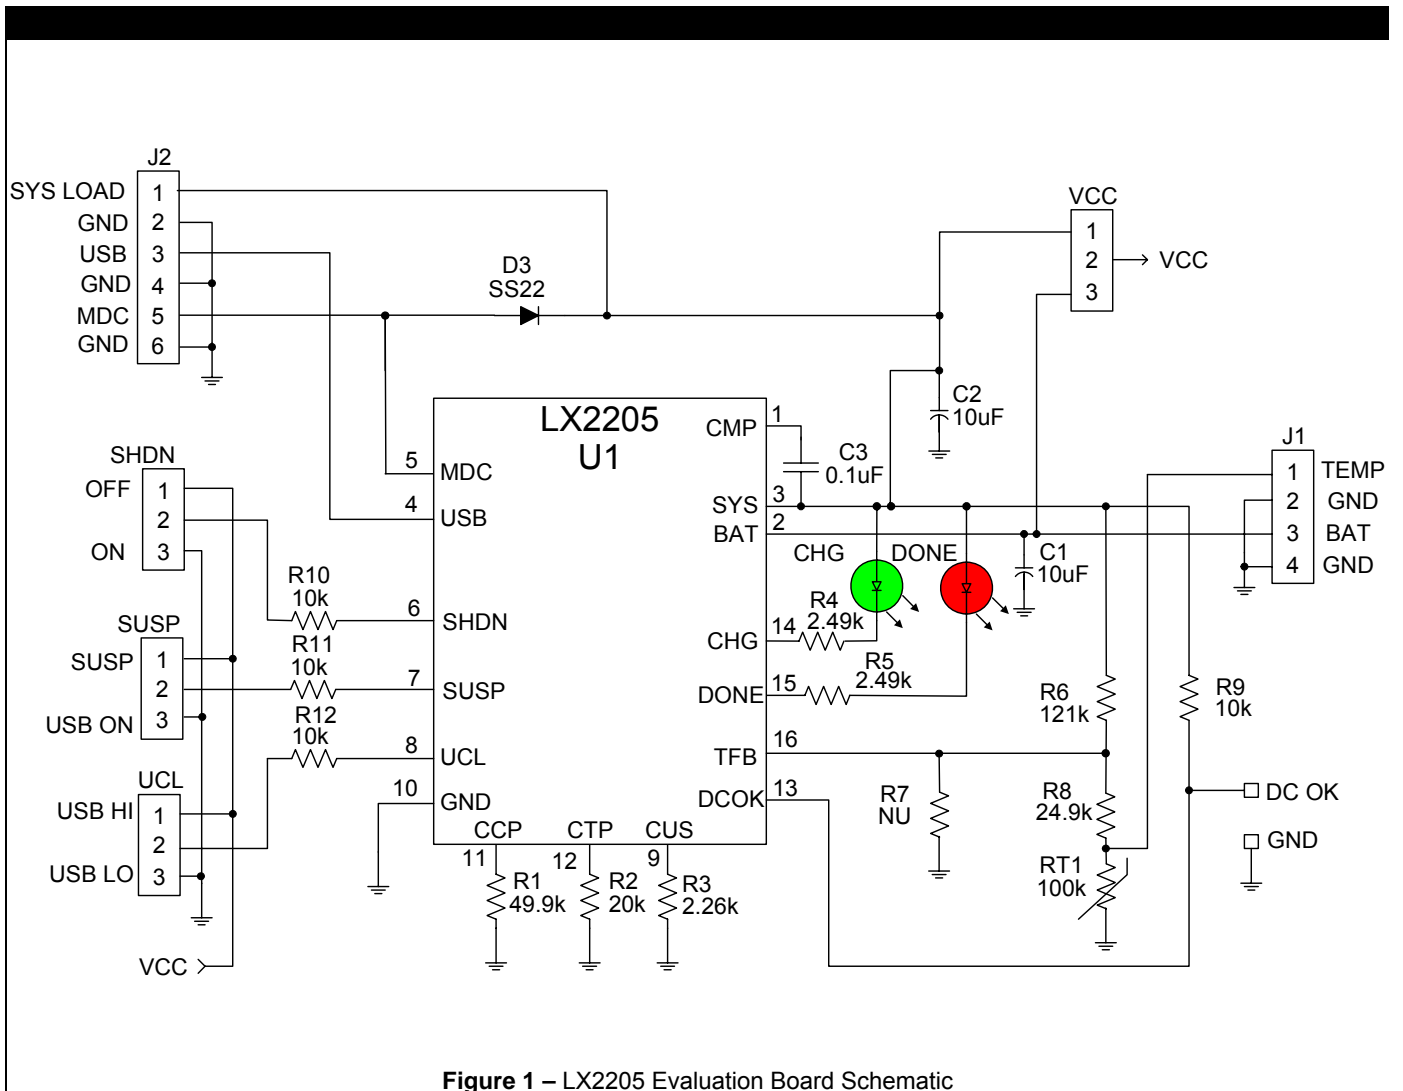 J2
SYS LOAD 1
GND 2
USB 3
GND 4
MDC 5
GND 6
D3
SS22
VCC
1
2 VCC
3
C2
10uF
SHDN
OFF 1
2
ON 3
SUSP
SUSP 1
2
USB ON 3
UCL
USB HI 1
2
USB LO 3
VCC
R10
10k
R11
10k
R12
10k
LX2205
U1
5 MDC
4 USB
6 SHDN
7 SUSP
8 UCL
10 GND
CMP 1
SYS 3
BAT 2
CHG 14
DONE 15
TFB 16
DCOK 13
CCP CTP CUS
11 12 9
R1
49.9k
R2
20k
R3
2.26k
C3
0.1uF
CHG DONE
C1
10uF
R4
2.49k
R5
2.49k
R6
121k
R9
10k
R7
NU
R8
24.9k
RT1
100k
J1
1 TEMP
2 GND
3 BAT
4 GND
DC OK
GND
Figure 1 – LX2205 Evaluation Board Schematic